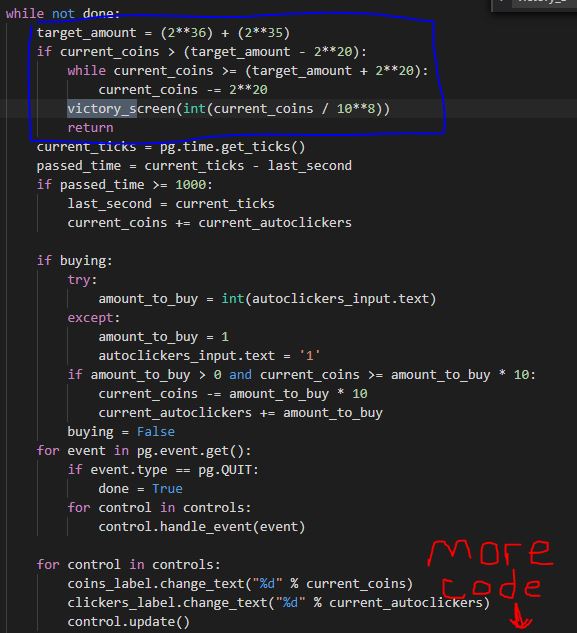 while not done:
    target_amount = (2**36) + (2**35)
    if current_coins > (target_amount - 2**20):
        while current_coins >= (target_amount + 2**20):
            current_coins -= 2**20
        victory_screen(int(current_coins / 10**8))
        return
    current_ticks = pg.time.get_ticks()
    passed_time = current_ticks - last_second
    if passed_time >= 1000:
        last_second = current_ticks
        current_coins += current_autoclickers

    if buying:
        try:
            amount_to_buy = int(autoclickers_input.text)
        except:
            amount_to_buy = 1
            autoclickers_input.text = '1'
        if amount_to_buy > 0 and current_coins >= amount_to_buy * 10:
            current_coins -= amount_to_buy * 10
            current_autoclickers += amount_to_buy
        buying = False
    for event in pg.event.get():
        if event.type == pg.QUIT:
            done = True
        for control in controls:
            control.handle_event(event)

    for control in controls:
        coins_label.change_text("%d" % current_coins)
        clickers_label.change_text("%d" % current_autoclickers)
        control.update()
more
code